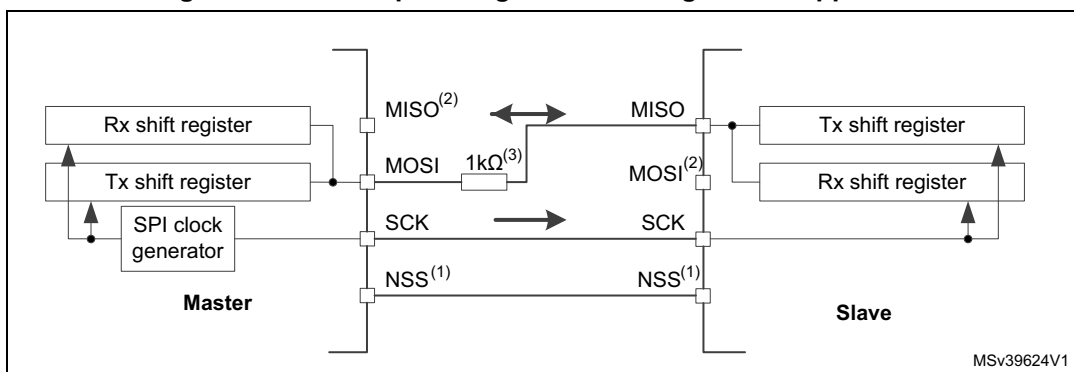 MISO(2)
MISO
Rx shift register
Tx shift register
MOSI
1kΩ(3)
MOSI(2)
Tx shift register
Rx shift register
SPI clock
generator
SCK
SCK
NSS(1)
NSS(1)
Master
Slave
MSv39624V1